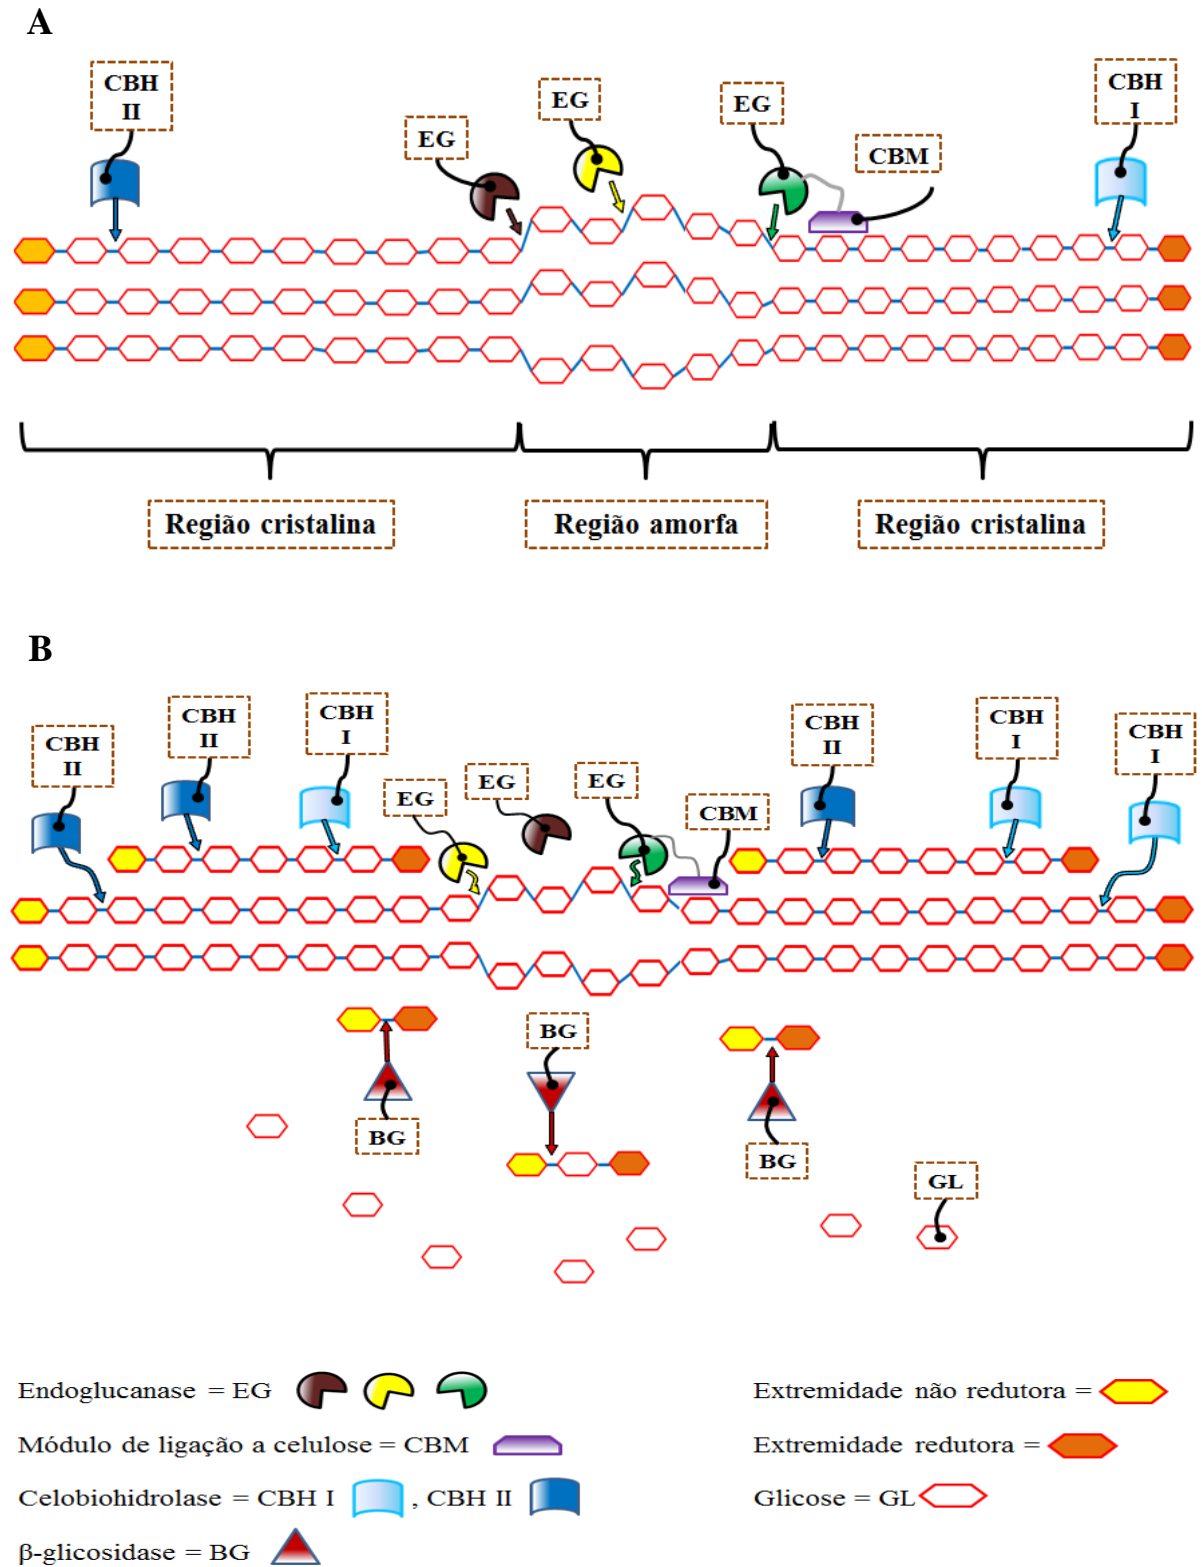 A
CBH
II
EG
EG
EG
CBM
CBH
I
Região cristalina
Região amorfa
Região cristalina
B
CBH
II
CBH
II
CBH
I
EG
EG
EG
CBM
CBH
II
CBH
I
CBH
I
BG
BG
BG
GL
Endoglucanase = EG
Módulo de ligação a celulose = CBM
Celobiohidrolase = CBH I , CBH II
β-glicosidase = BG
Extremidade não redutora =
Extremidade redutora =
Glicose = GL